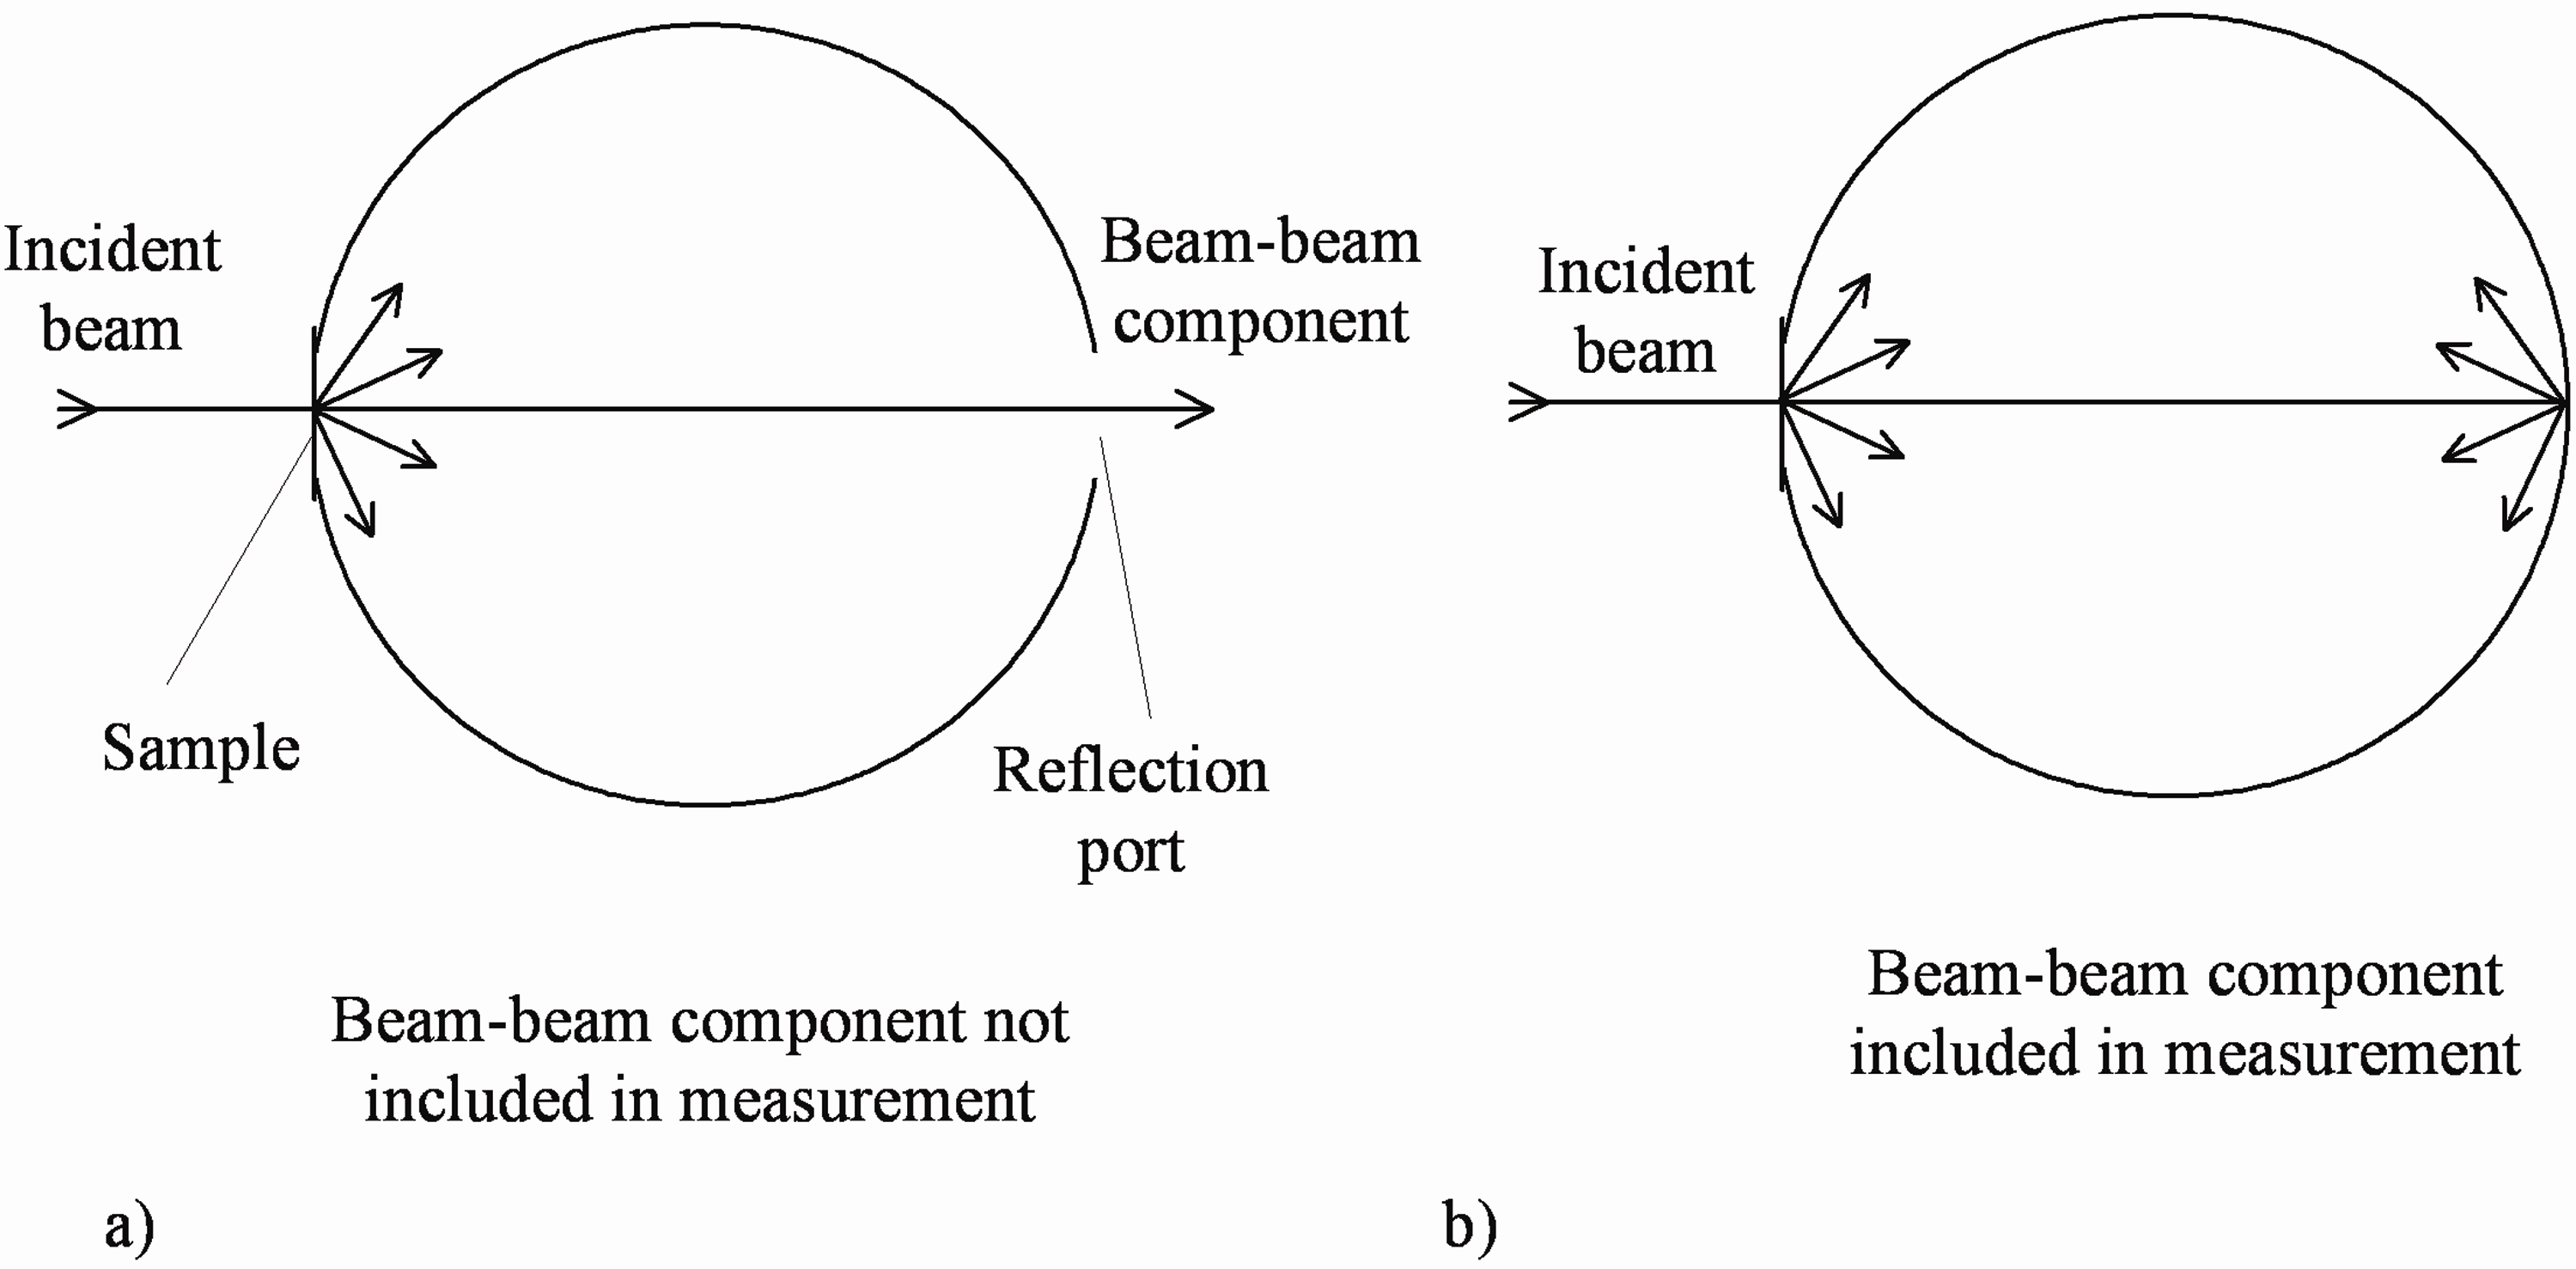 Incident
beam
Beam-beam
component
Sample
Reflection
port
Beam-beam component not
included in measurement
a)
Incident
beam
Beam-beam component
included in measurement
b)